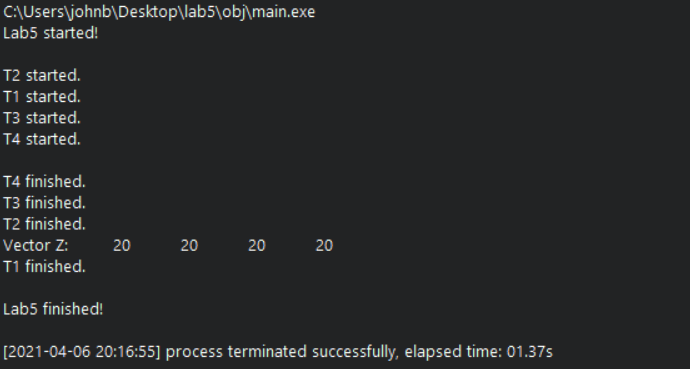 C:\Users\johnb\Desktop\lab5\obj\main.exe
Lab5 started!
T2 started.
T1 started.
T3 started.
T4 started.
T4 finished.
T3 finished.
T2 finished.
Vector Z: 20 20 20 20
T1 finished.
Lab5 finished!
[2021-04-06 20:16:55] process terminated successfully, elapsed time: 01.37s